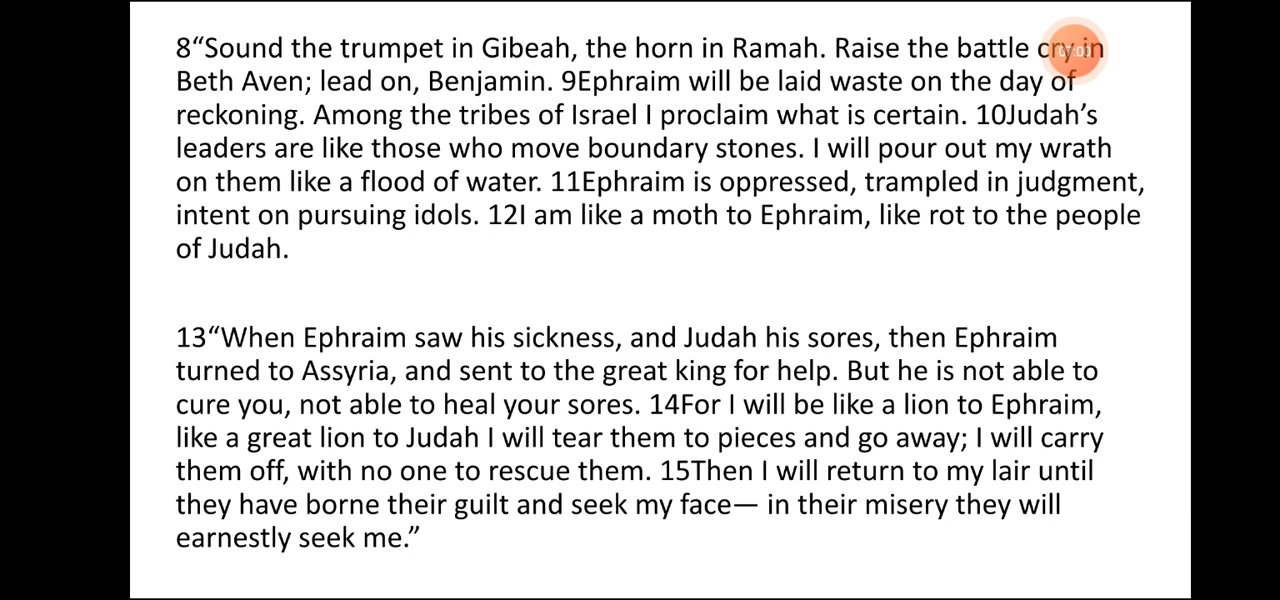 8“Sound the trumpet in Gibeah, the horn in Ramah. Raise the battle cry in
Beth Aven; lead on, Benjamin. 9Ephraim will be laid waste on the day of
reckoning. Among the tribes of Israel I proclaim what is certain. 10Judah’s
leaders are like those who move boundary stones. I will pour out my wrath
on them like a flood of water. 11Ephraim is oppressed, trampled in judgment,
intent on pursuing idols. 12I am like a moth to Ephraim, like rot to the people
of Judah.
13“When Ephraim saw his sickness, and Judah his sores, then Ephraim
turned to Assyria, and sent to the great king for help. But he is not able to
cure you, not able to heal your sores. 14For I will be like a lion to Ephraim,
like a great lion to Judah I will tear them to pieces and go away; I will carry
them off, with no one to rescue them. 15Then I will return to my lair until
they have borne their guilt and seek my face— in their misery they will
earnestly seek me.”